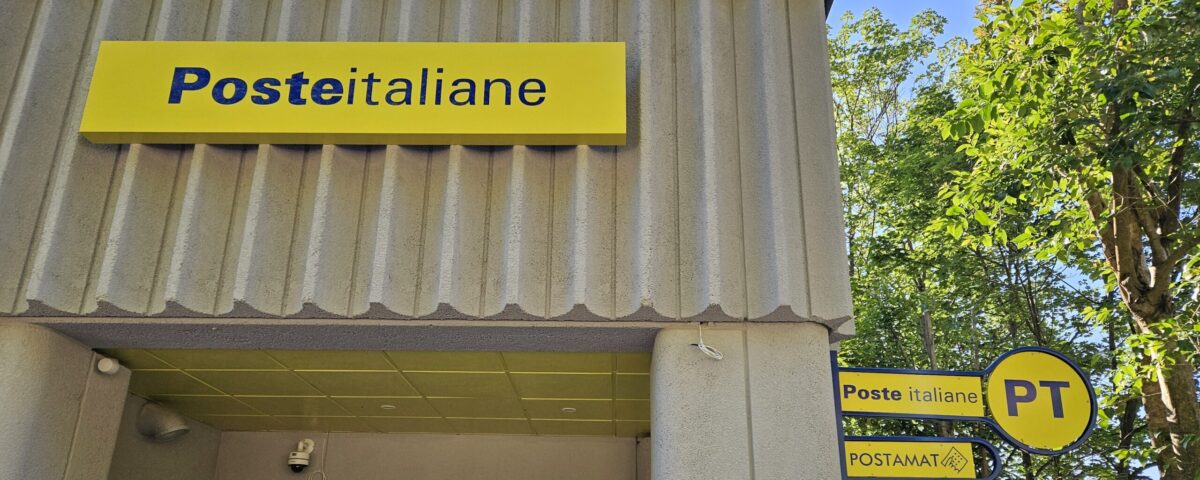 Posteitaliane
Poste italiane
PT
POSTAMAT